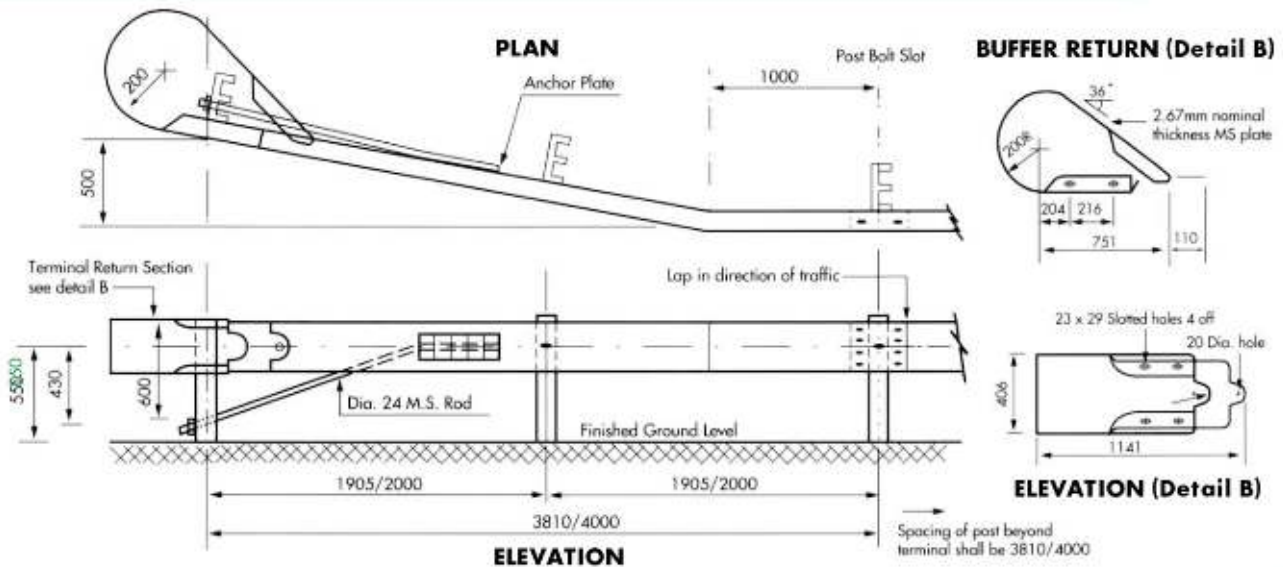 PLAN
Post Bolt Slot
1000
Anchor Plate
200
500
BUFFER RETURN (Detail B)
36°
2.67mm nominal
thickness MS plate
200R
204
216
751
110
Terminal Return Section
see detail B
Lap in direction of traffic
430
600
Dia. 24 M.S. Rod
Finished Ground Level
1905/2000
1905/2000
3810/4000
Spacing of post beyond
terminal shall be 3810/4000
ELEVATION
23 x 29 Slotted holes 4 off
20 Dia. hole
406
1141
ELEVATION (Detail B)